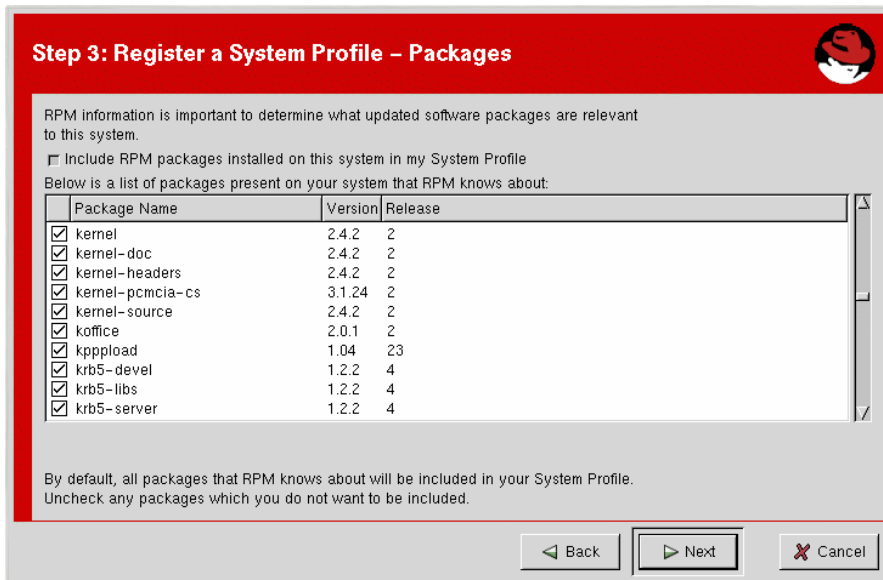 Step 3: Register a System Profile – Packages
RPM information is important to determine what updated software packages are relevant
to this system.
Include RPM packages installed on this system in my System Profile
Below is a list of packages present on your system that RPM knows about:
Package Name Version Release
kernel 2.4.2 2
kernel-doc 2.4.2 2
kernel-headers 2.4.2 2
kernel-pcmcia-cs 3.1.24 2
kernel-source 2.4.2 2
koffice 2.0.1 2
kpppload 1.04 23
krb5-devel 1.2.2 4
krb5-libs 1.2.2 4
krb5-server 1.2.2 4
By default, all packages that RPM knows about will be included in your System Profile.
Uncheck any packages which you do not want to be included.
Back Next Cancel